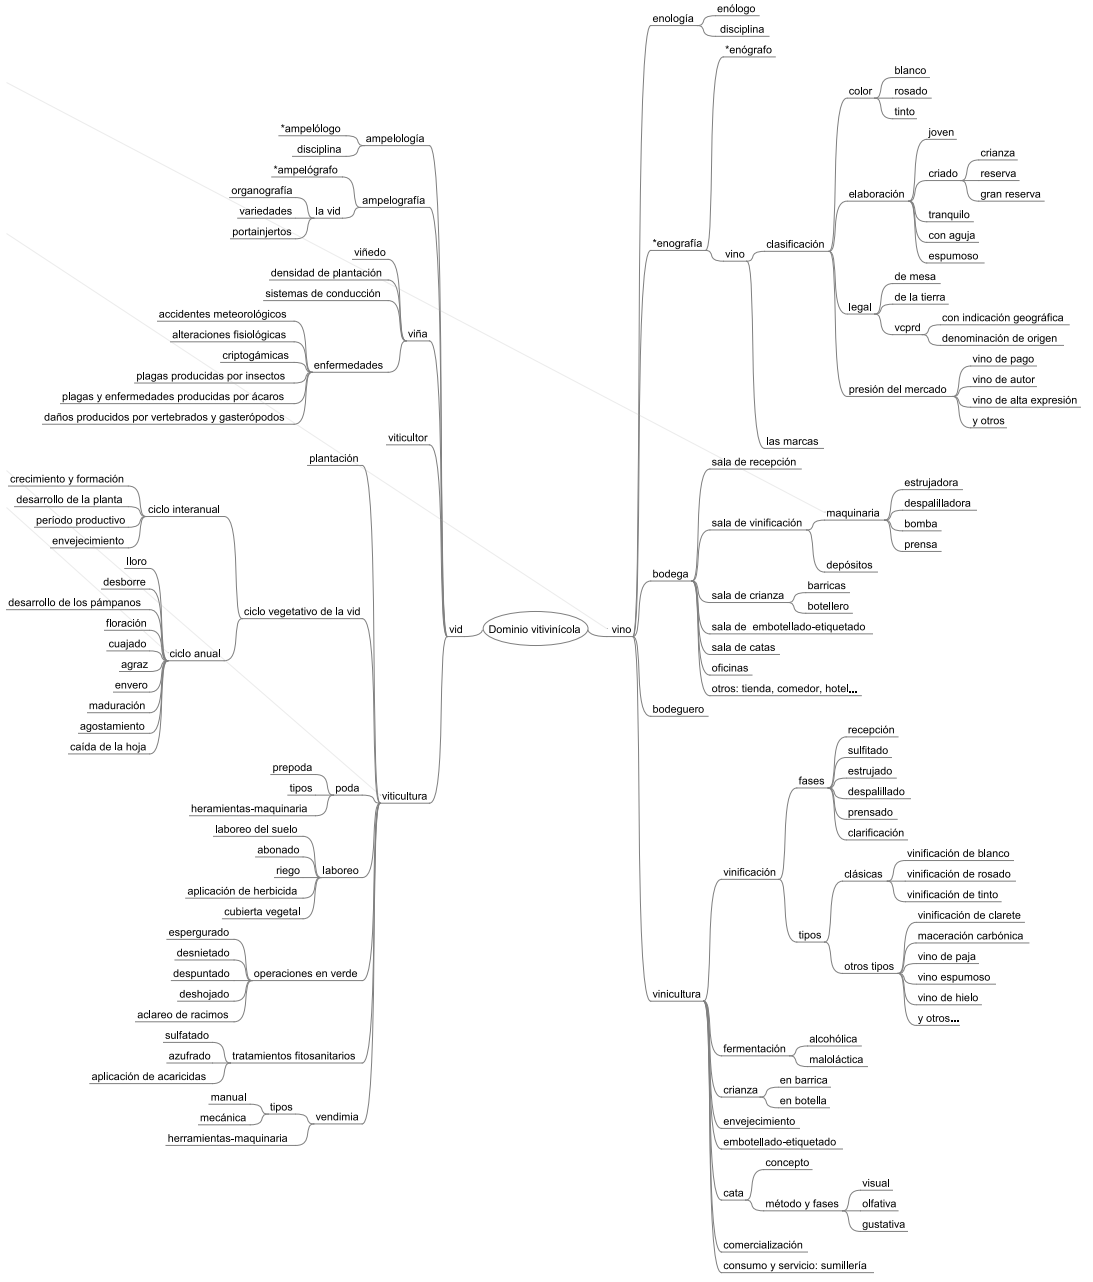 Dominio vitivinícola
vid
ampelología
*ampelólogo
disciplina
ampelografía
*ampelógrafo
la vid
organografía
variedades
portainjertos
viña
viñedo
densidad de plantación
sistemas de conducción
enfermedades
accidentes meteorológicos
alteraciones fisiológicas
criptogámicas
plagas producidas por insectos
plagas y enfermedades producidas por ácaros
daños producidos por vertebrados y gasterópodos
viticultor
viticultura
plantación
ciclo vegetativo de la vid
ciclo interanual
crecimiento y formación
desarrollo de la planta
período productivo
envejecimiento
ciclo anual
lloro
desborre
desarrollo de los pámpanos
floración
cuajado
agraz
envero
maduración
agostamiento
caída de la hoja
poda
prepoda
tipos
heramientas-maquinaria
laboreo
laboreo del suelo
abonado
riego
aplicación de herbicida
cubierta vegetal
operaciones en verde
espergurado
desnietado
despuntado
deshojado
aclareo de racimos
tratamientos fitosanitarios
sulfatado
azufrado
aplicación de acaricidas
vendimia
tipos
manual
mecánica
herramientas-maquinaria
vino
enología
enólogo
disciplina
*enografía
*enógrafo
vino
clasificación
color
blanco
rosado
tinto
elaboración
joven
criado
crianza
reserva
gran reserva
tranquilo
con aguja
espumoso
legal
de mesa
de la tierra
vcprd
con indicación geográfica
denominación de origen
presión del mercado
vino de pago
vino de autor
vino de alta expresión
y otros
las marcas
bodega
sala de recepción
sala de vinificación
maquinaria
estrujadora
despalilladora
bomba
prensa
depósitos
sala de crianza
barricas
botellero
sala de embotellado-etiquetado
sala de catas
oficinas
otros: tienda, comedor, hotel...
bodeguero
vinicultura
vinificación
fases
recepción
sulfitado
estrujado
despalillado
prensado
clarificación
tipos
clásicas
vinificación de blanco
vinificación de rosado
vinificación de tinto
otros tipos
vinificación de clarete
maceración carbónica
vino de paja
vino espumoso
vino de hielo
y otros...
fermentación
alcohólica
maloláctica
crianza
en barrica
en botella
envejecimiento
embotellado-etiquetado
cata
concepto
método y fases
visual
olfativa
gustativa
comercialización
consumo y servicio: sumillería